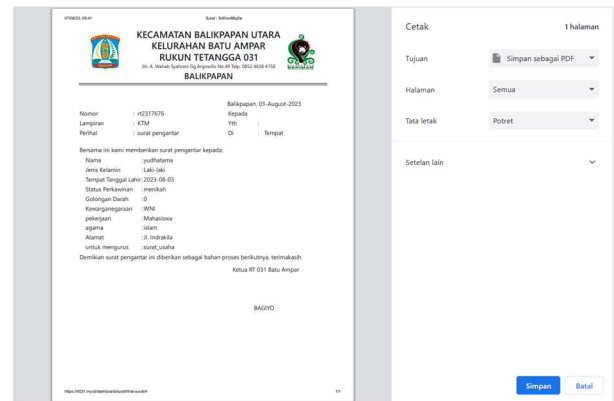 07/08/23, 09.41
KECAMATAN BALIKPAPAN UTARA
KELURAHAN BATU AMPAR
RUKUN TETANGGA 031
BALIKPAPAN
Balikpapan, 03-August-2023
Nomor : rt2317676 Kepada
Lampiran : KTM Yth :
Perihal : surat pengantar Di : Tempat
Bersama ini kami memberikan surat pengantar kepada:
Nama :yudhatama
Jenis Kelamin :Laki-laki
Tempat Tanggal Lahir:2023-08-03
Status Perkawinan :menikah
Golongan Darah :0
Kewarganegaraan :WNI
pekerjaan :Mahasiswa
agama :islam
Alamat :Jl. Indrakila
untuk mengurus :surat_usaha
Demikian surat pengantar ini diberikan sebagai bahan proses berikutnya, terimakasih.
Ketua RT 031 Batu Ampar
BAGIYO
1/1
Cetak 1 halaman
Tujuan Simpan sebagai PDF
Halaman Semua
Tata letak Potret
Setelan lain
Simpan Batal